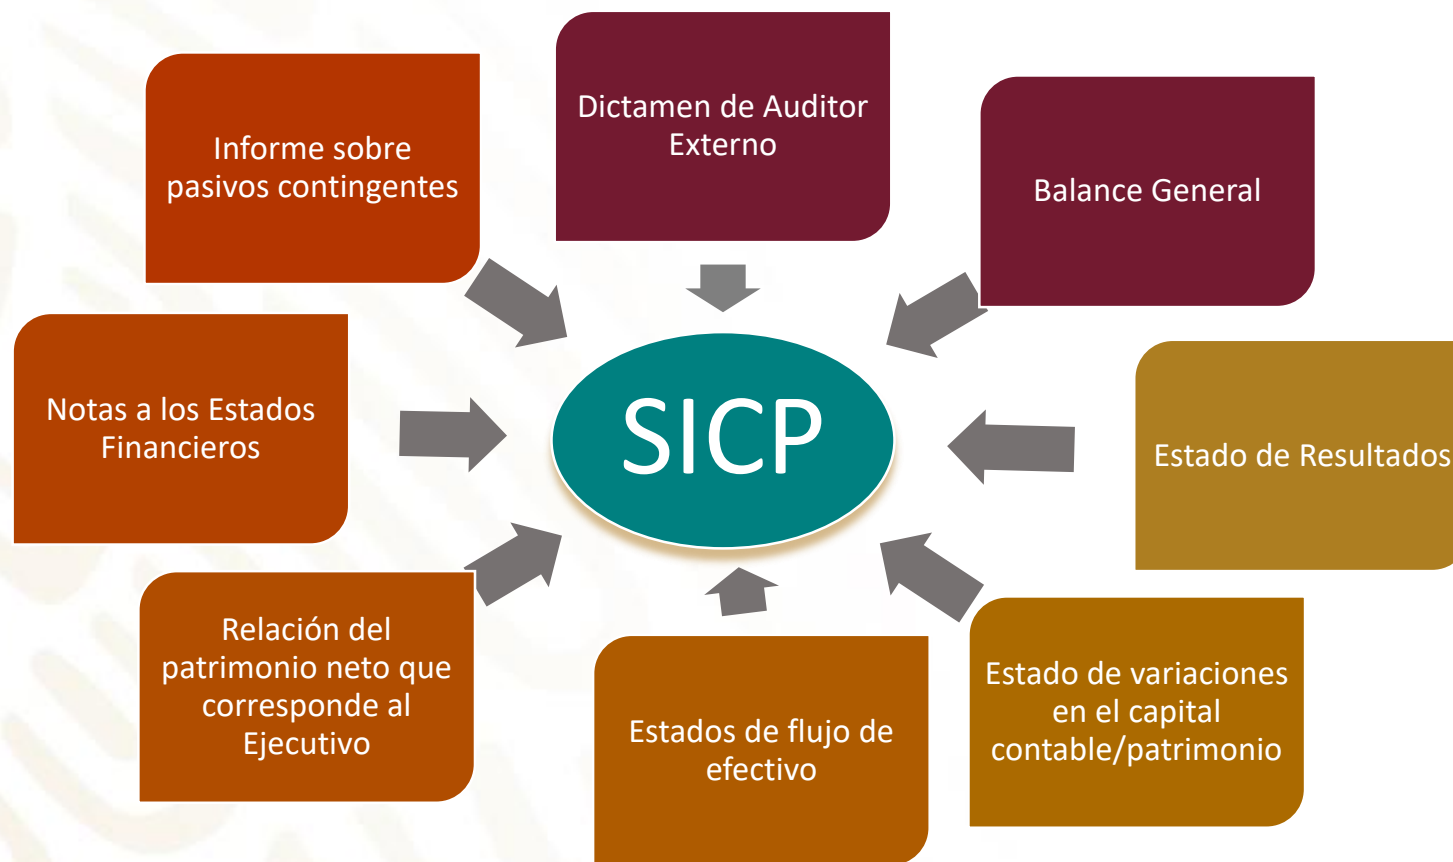 Dictamen de Auditor
Externo
Informe sobre
pasivos contingentes
Balance General
SICP
Notas a los Estados
Financieros
Estado de Resultados
Relación del
patrimonio neto que
corresponde al
Ejecutivo
Estados de flujo de
efectivo
Estado de variaciones
en el capital
contable/patrimonio